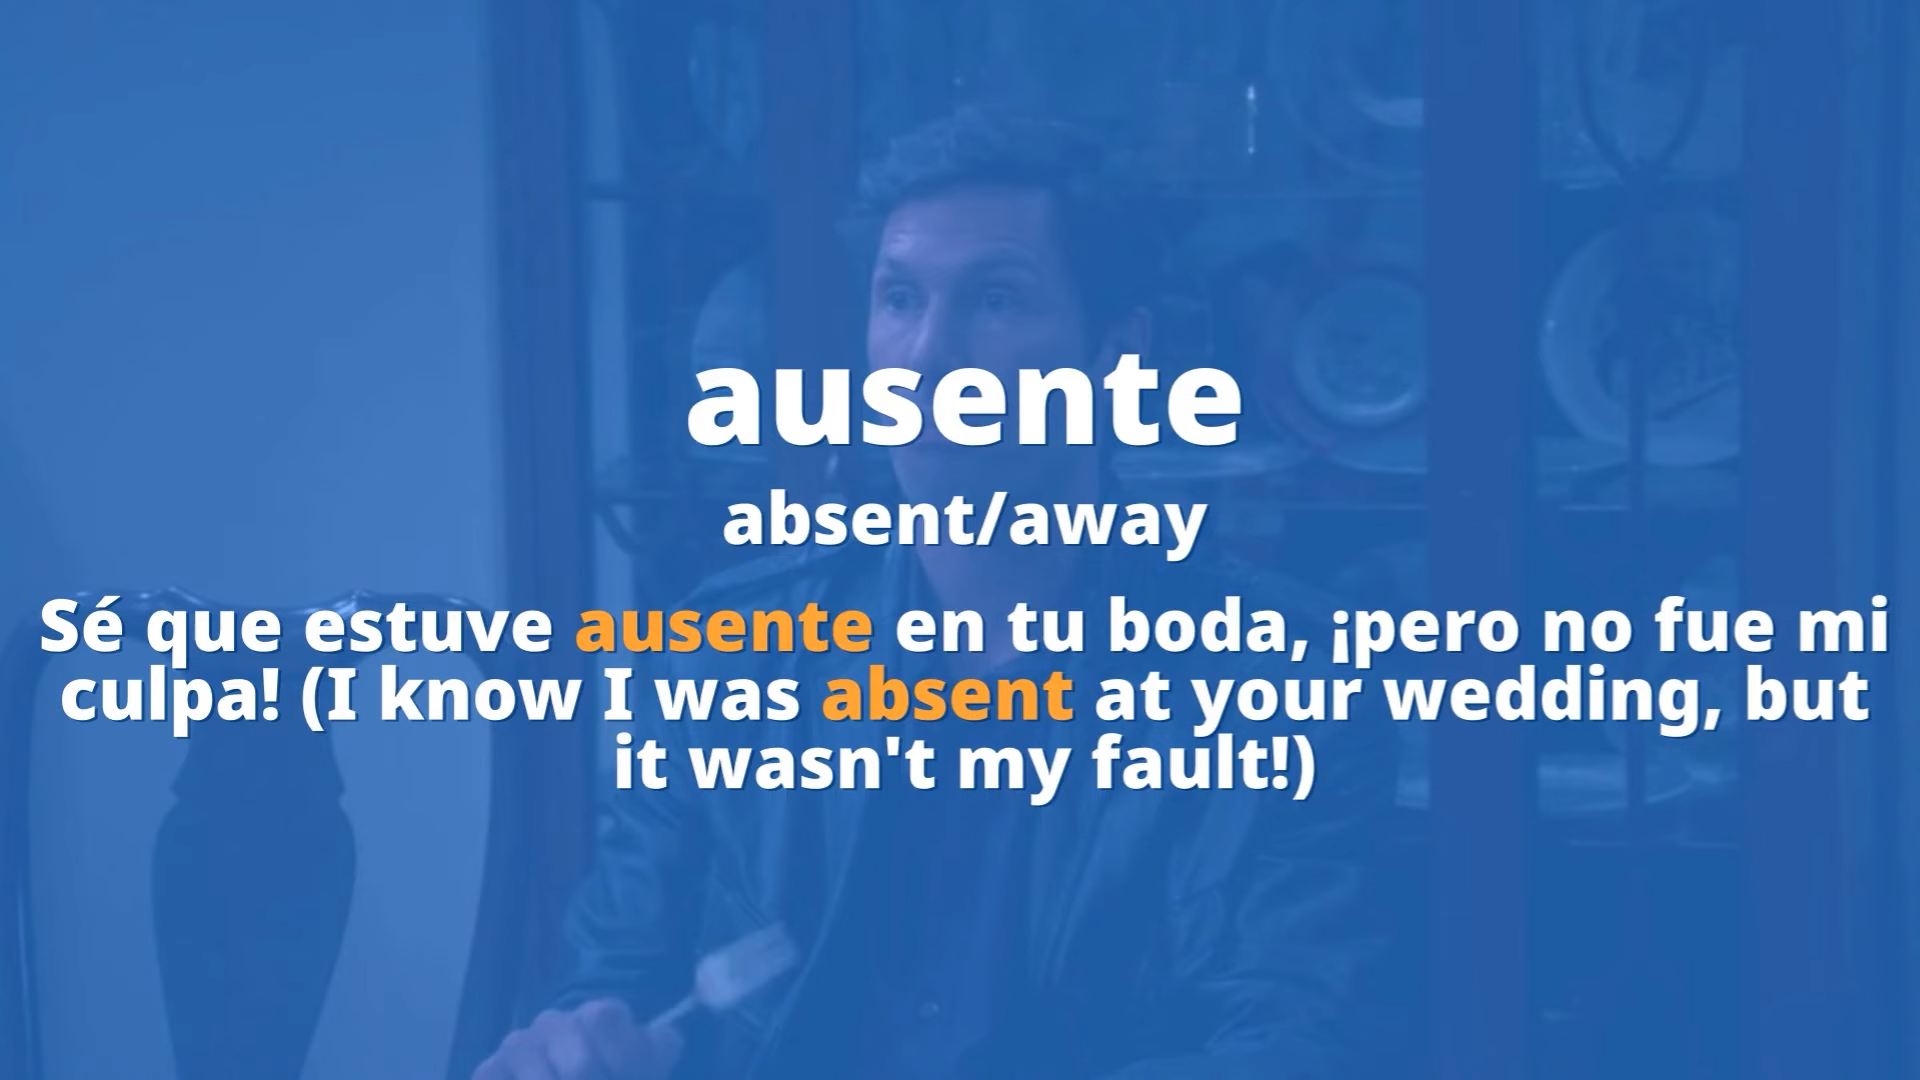 ausente
absent/away
Sé que estuve ausente en tu boda, ¡pero no fue mi
culpa! (I know I was absent at your wedding, but
it wasn't my fault!)